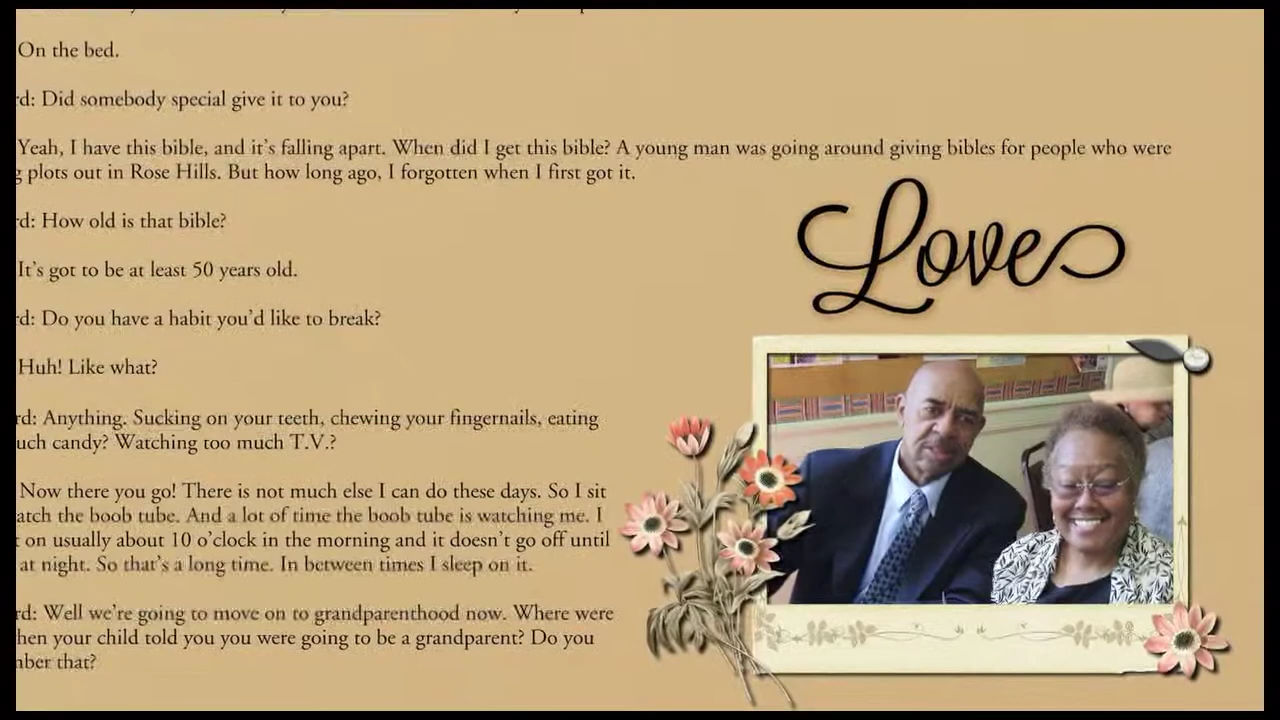 On the bed.
rd: Did somebody special give it to you?
Yeah, I have this bible, and it's falling apart. When did I get this bible? A young man was going around giving bibles for people who were
g plots out in Rose Hills. But how long ago, I forgotten when I first got it.
rd: How old is that bible?
It's got to be at least 50 years old.
rd: Do you have a habit you'd like to break?
Huh! Like what?
rd: Anything. Sucking on your teeth, chewing your fingernails, eating
uch candy? Watching too much T.V.?
Now there you go! There is not much else I can do these days. So I sit
atch the boob tube. And a lot of time the boob tube is watching me. I
t on usually about 10 o'clock in the morning and it doesn't go off until
at night. So that's a long time. In between times I sleep on it.
rd: Well we're going to move on to grandparenthood now. Where were
hen your child told you you were going to be a grandparent? Do you
nber that?
Love